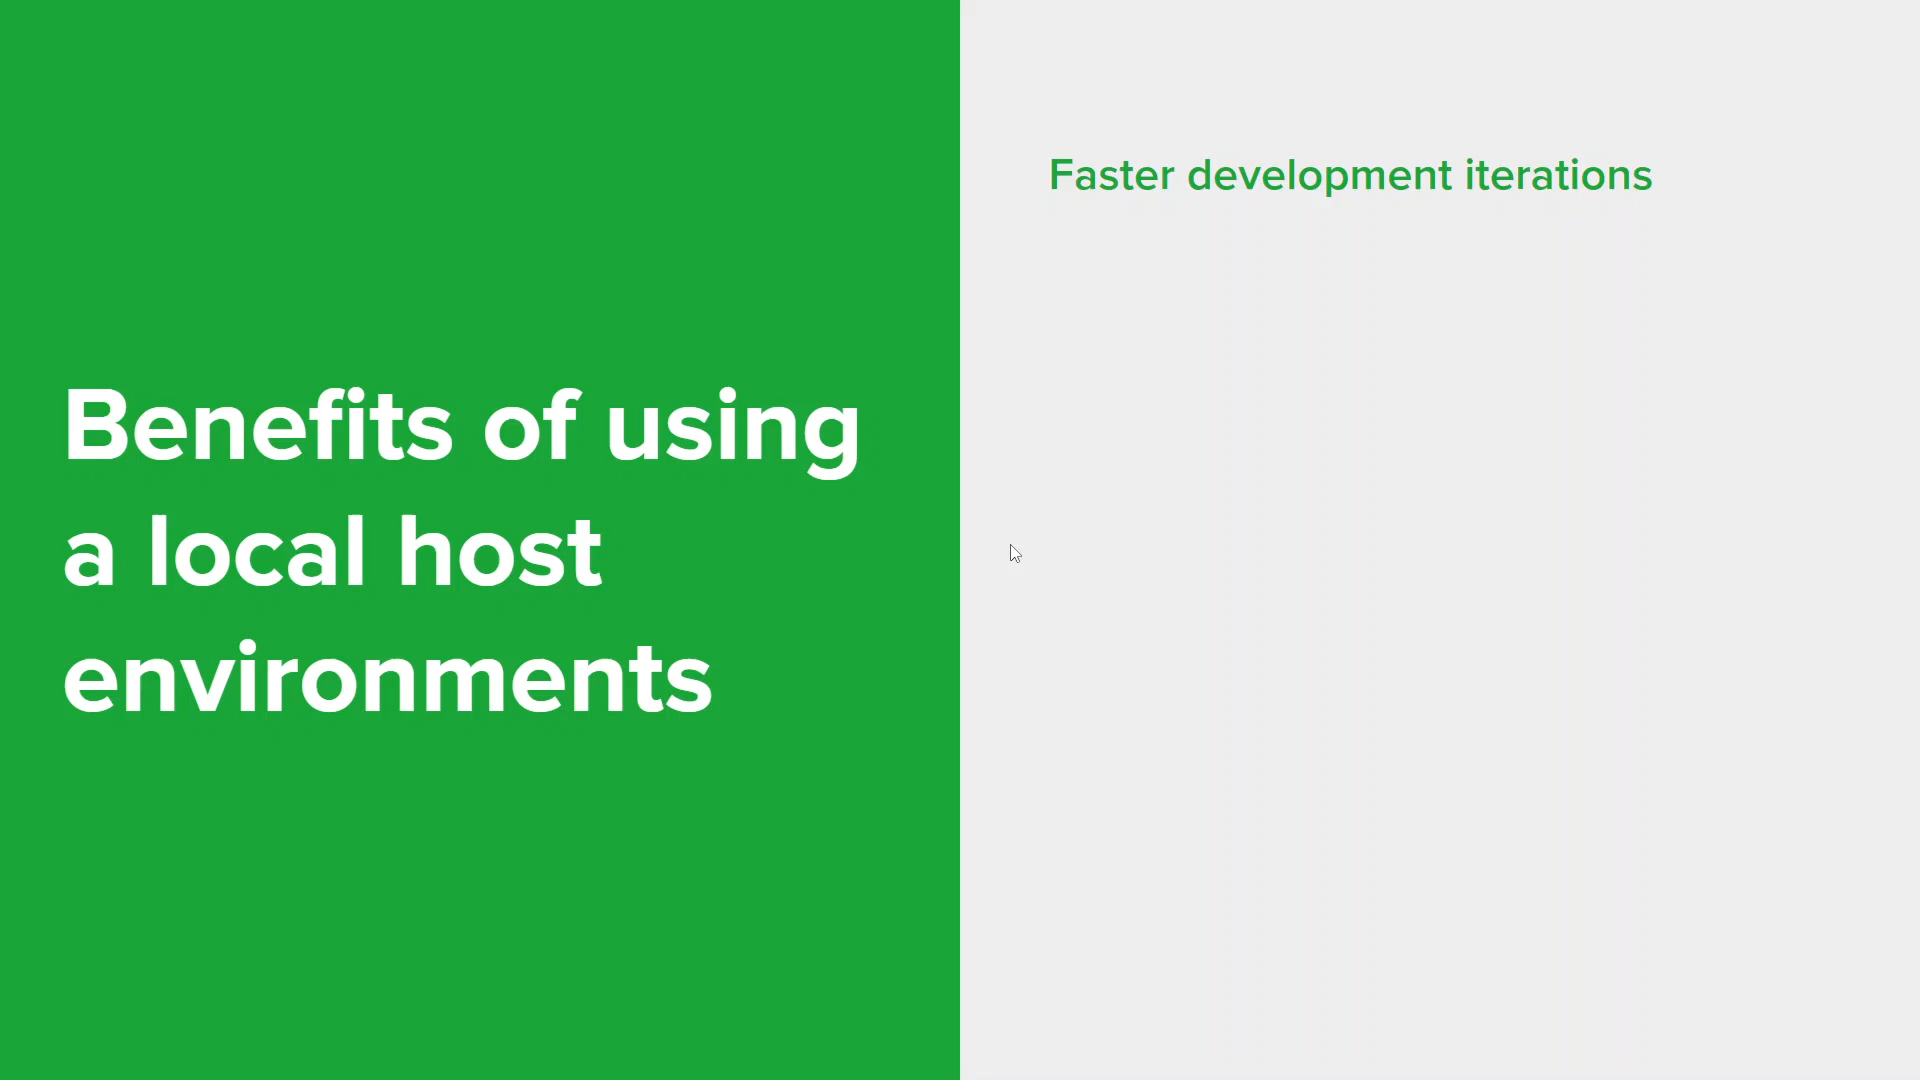 Benefits of using
a local host
environments
Faster development iterations